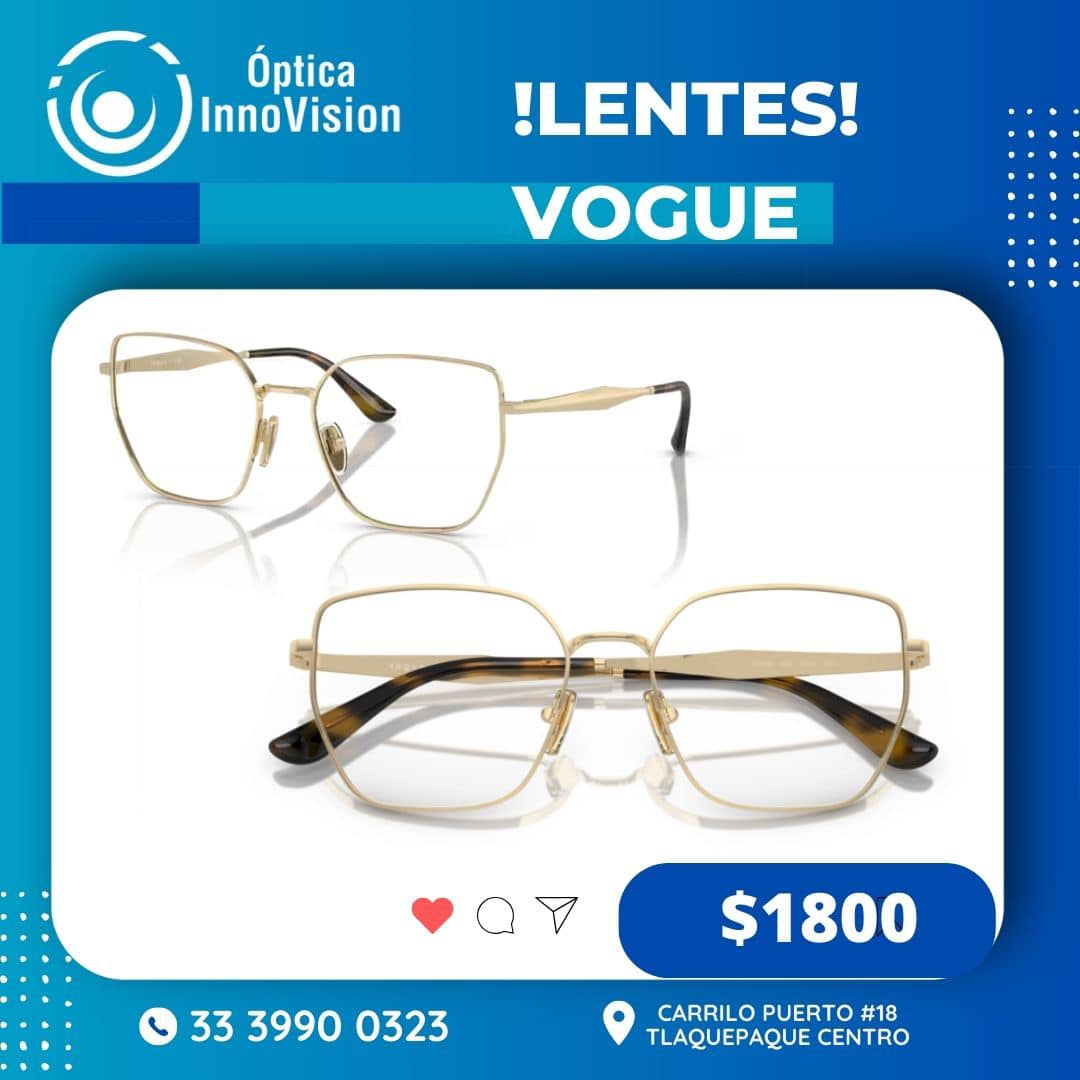 Óptica
InnoVision
!LENTES!
VOGUE
$1800
33 3990 0323
CARRILO PUERTO #18
TLAQUEPAQUE CENTRO